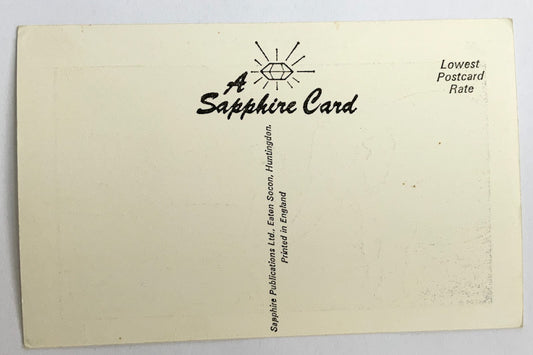 A
Sapphire Card
Lowest
Postcard
Rate
Sapphire Publications Ltd., Eaton Socon, Huntingdon.
Printed in England